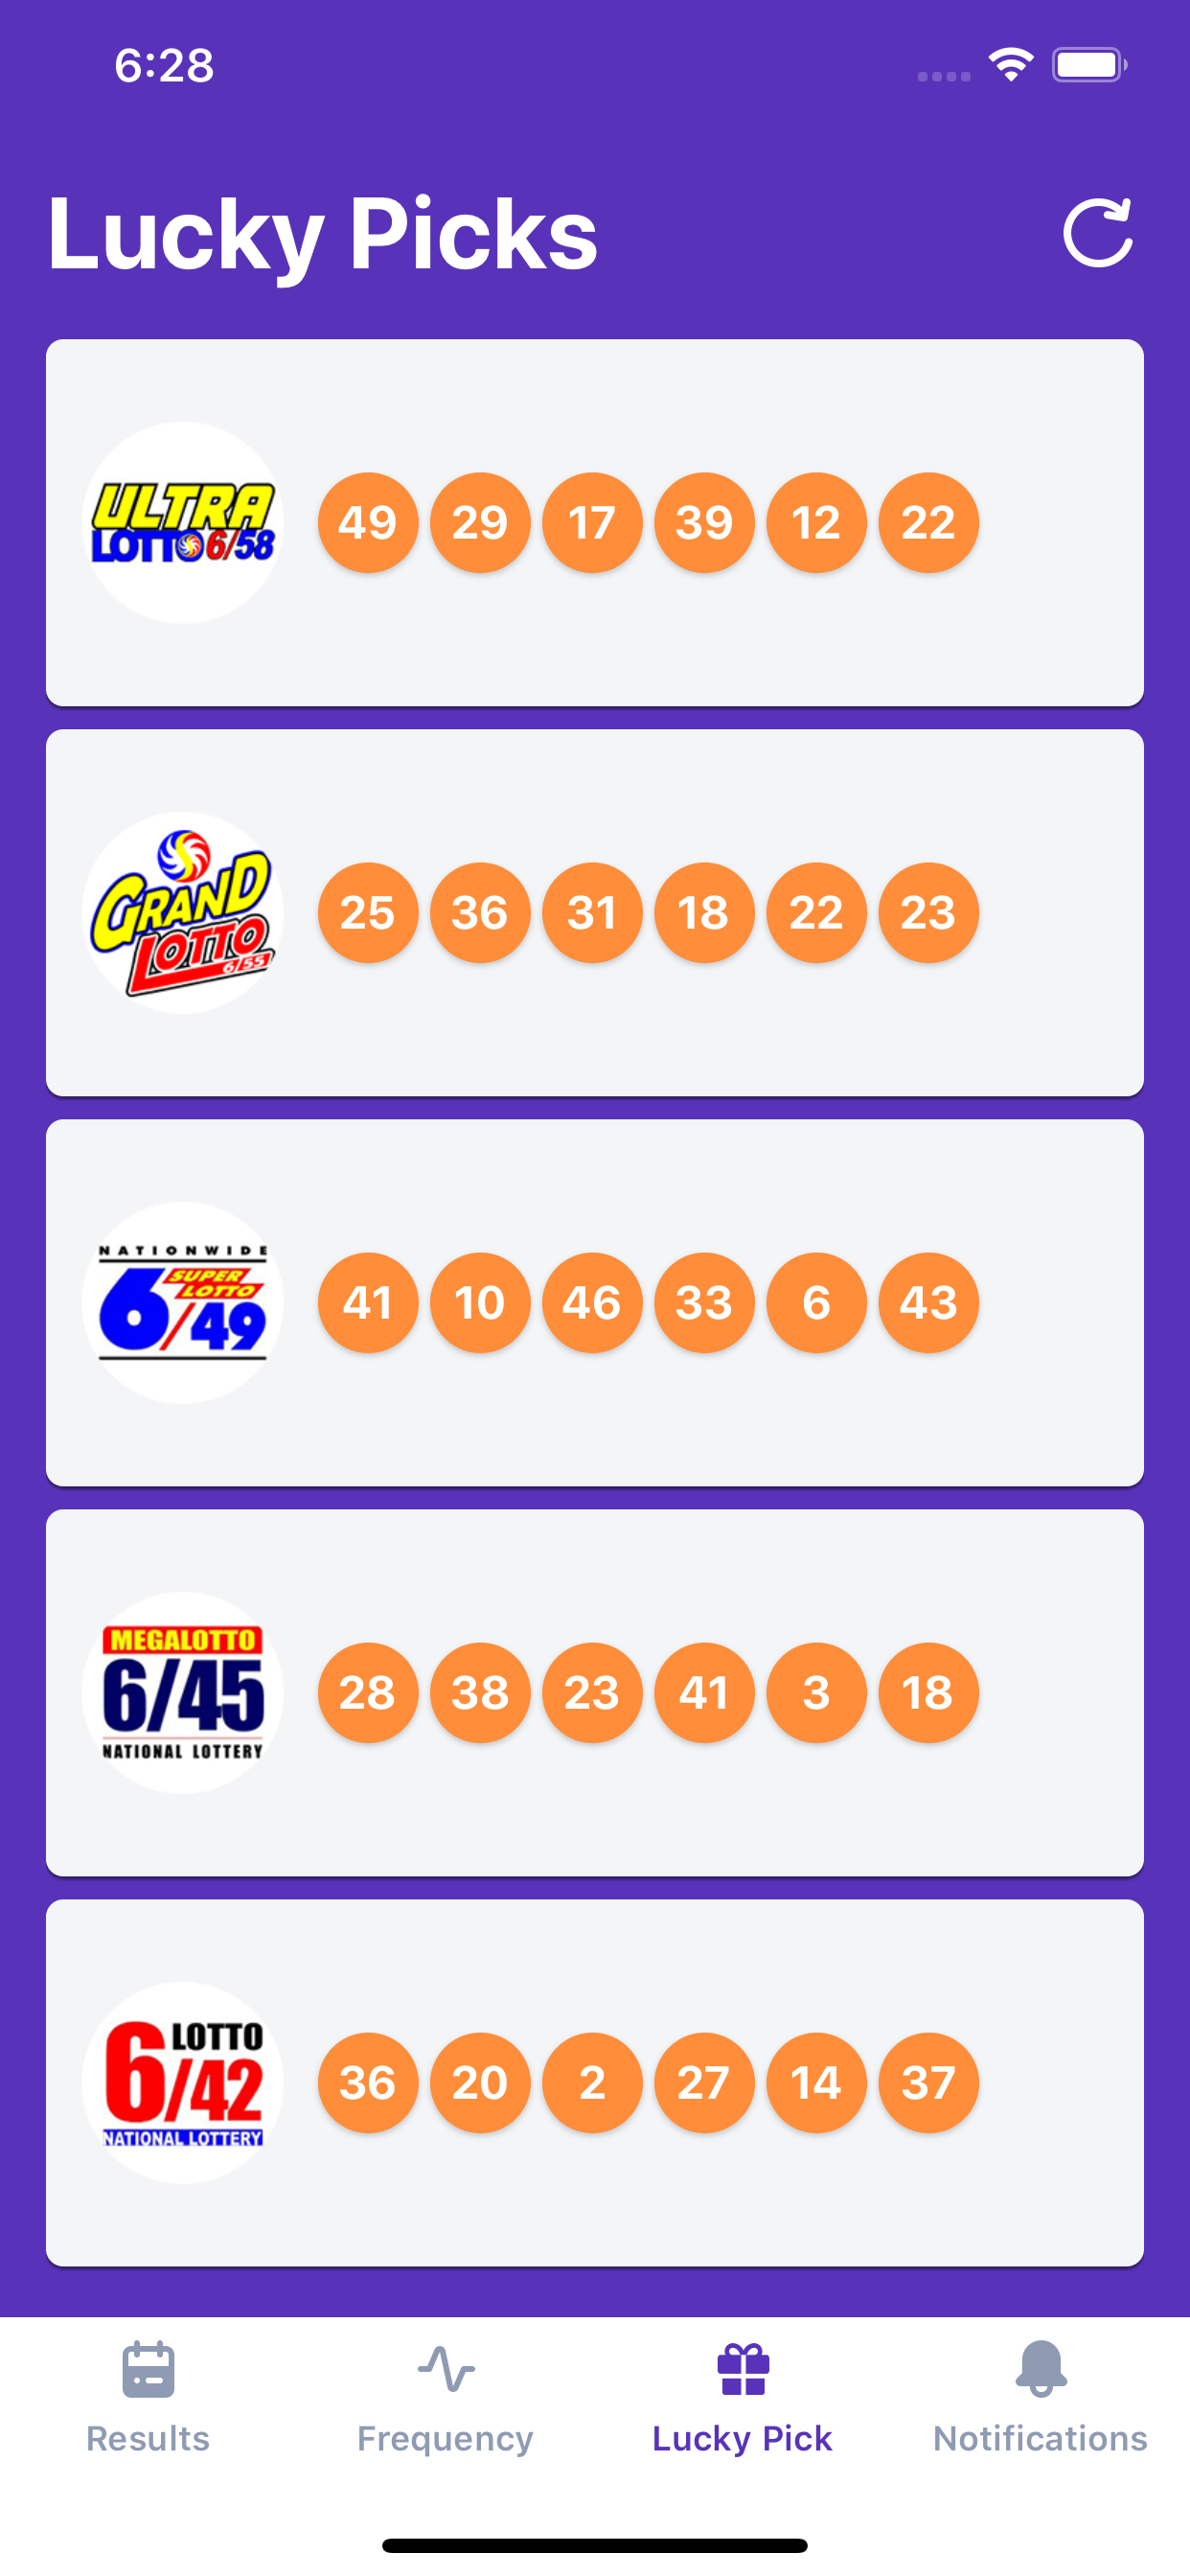 6:28
Lucky Picks
ULTRA
LOTTO 6/58
49 29 17 39 12 22
GRAND
LOTTO
6/55
25 36 31 18 22 23
NATIONWIDE
SUPER
LOTTO
6/49
41 10 46 33 6 43
MEGALOTTO
6/45
NATIONAL LOTTERY
28 38 23 41 3 18
LOTTO
6/42
NATIONAL LOTTERY
36 20 2 27 14 37
Results Frequency Lucky Pick Notifications